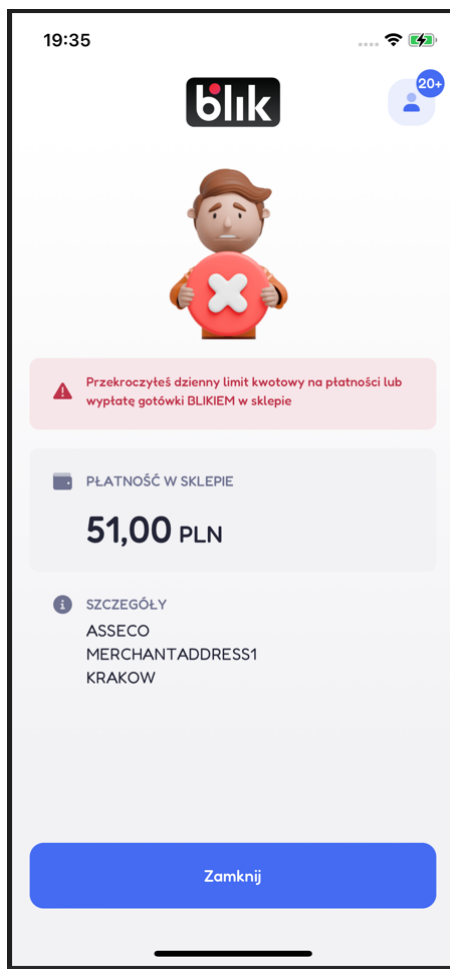 19:35
blik
20+
Przekroczyłeś dzienny limit kwotowy na płatności lub
wypłatę gotówki BLIKIEM w sklepie
PŁATNOŚĆ W SKLEPIE
51,00 PLN
SZCZEGÓŁY
ASSECO
MERCHANTADDRESS1
KRAKOW
Zamknij